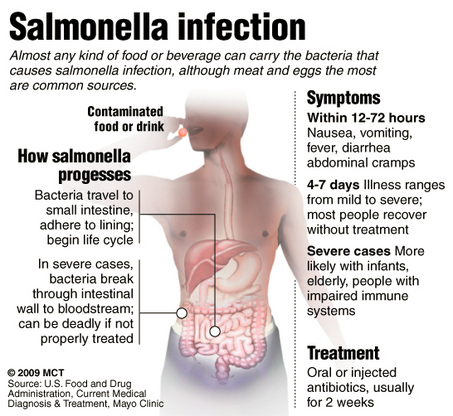 Salmonella infection
Almost any kind of food or beverage can carry the bacteria that
causes salmonella infection, although meat and eggs the most
are common sources.
Contaminated
food or drink
How salmonella
progesses
Bacteria travel to
small intestine,
adhere to lining;
begin life cycle
In severe cases,
bacteria break
through intestinal
wall to bloodstream;
can be deadly if not
properly treated
© 2009 MCT
Source: U.S. Food and Drug
Administration, Current Medical
Diagnosis & Treatment, Mayo Clinic
Symptoms
Within 12-72 hours
Nausea, vomiting,
fever, diarrhea
abdominal cramps
4-7 days Illness ranges
from mild to severe;
most people recover
without treatment
Severe cases More
likely with infants,
elderly, people with
impaired immune
systems
Treatment
Oral or injected
antibiotics, usually
for 2 weeks